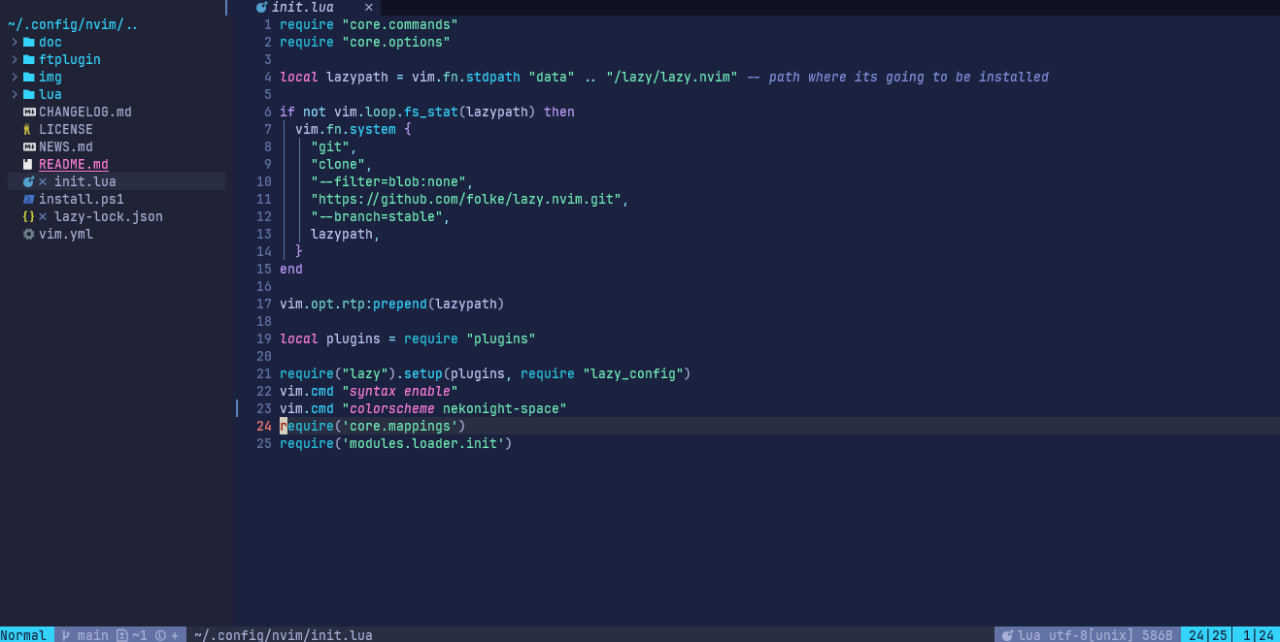 init.lua ×
~/.config/nvim/..
doc
ftplugin
img
lua
CHANGELOG.md
LICENSE
NEWS.md
README.md
init.lua
install.ps1
lazy-lock.json
vim.yml
1 require "core.commands"
2 require "core.options"
3
4 local lazypath = vim.fn.stdpath "data" .. "/lazy/lazy.nvim" -- path where its going to be installed
5
6 if not vim.loop.fs_stat(lazypath) then
7 vim.fn.system {
8 "git",
9 "clone",
10 "--filter=blob:none",
11 "https://github.com/folke/lazy.nvim.git",
12 "--branch=stable",
13 lazypath,
14 }
15 end
16
17 vim.opt.rtp:prepend(lazypath)
18
19 local plugins = require "plugins"
20
21 require("lazy").setup(plugins, require "lazy_config")
22 vim.cmd "syntax enable"
23 vim.cmd "colorscheme nekonight-space"
24 require('core.mappings')
25 require('modules.loader.init')
Normal main ~1 + ~/.config/nvim/init.lua lua utf-8[unix] 586B 24|25 1|24